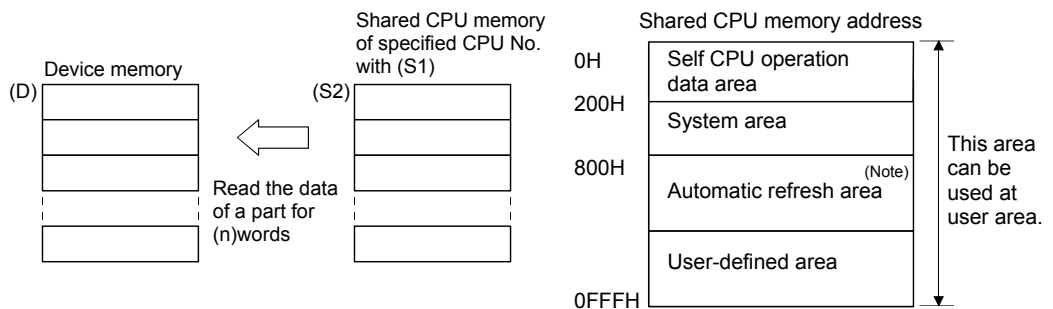 Device memory
(D)
Shared CPU memory
of specified CPU No.
with (S1)
(S2)
Read the data
of a part for
(n)words
Shared CPU memory address
0H
Self CPU operation
data area
200H
System area
800H
(Note)
Automatic refresh area
User-defined area
0FFFH
This area
can be
used at
user area.